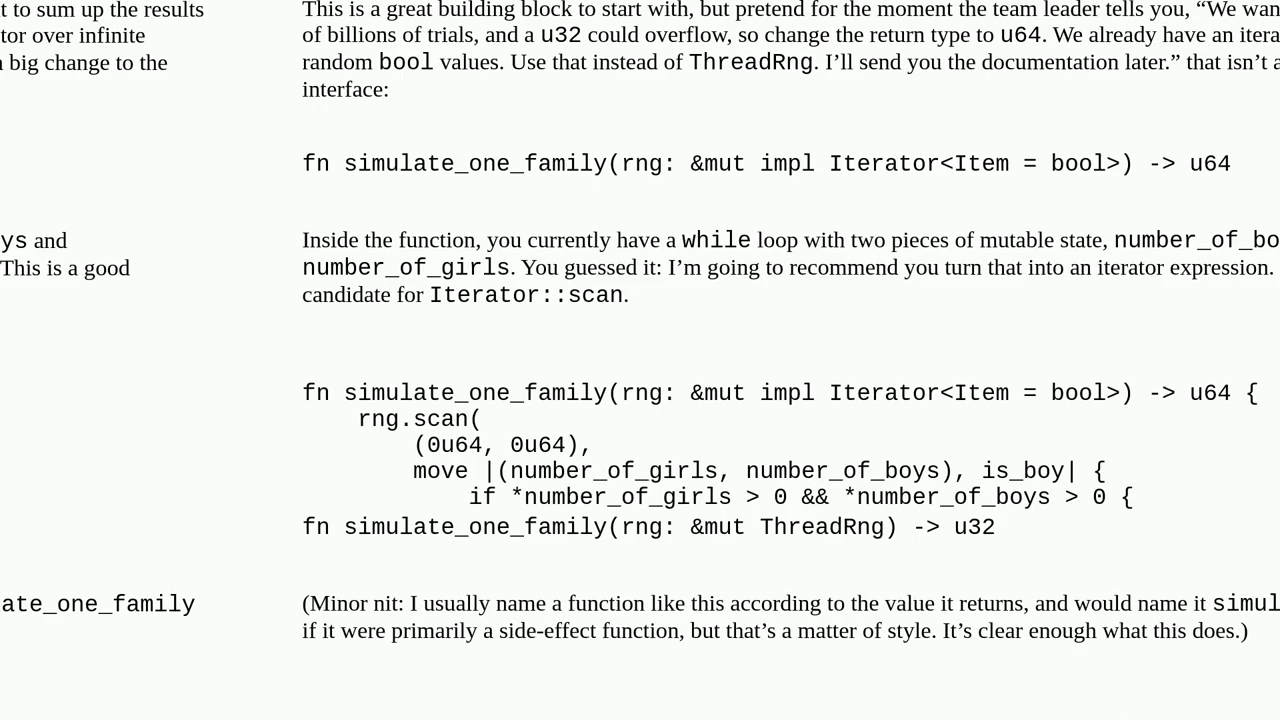 t to sum up the results
tor over infinite
big change to the
ys and
This is a good
ate_one_family
This is a great building block to start with, but pretend for the moment the team leader tells you, “We wan
of billions of trials, and a u32 could overflow, so change the return type to u64. We already have an itera
random bool values. Use that instead of ThreadRng. I’ll send you the documentation later.” that isn’t a
interface:
fn simulate_one_family(rng: &mut impl Iterator<Item = bool>) -> u64
Inside the function, you currently have a while loop with two pieces of mutable state, number_of_bo
number_of_girls. You guessed it: I’m going to recommend you turn that into an iterator expression.
candidate for Iterator::scan.
fn simulate_one_family(rng: &mut impl Iterator<Item = bool>) -> u64 {
    rng.scan(
        (0u64, 0u64),
        move |(number_of_girls, number_of_boys), is_boy| {
            if *number_of_girls > 0 && *number_of_boys > 0 {
fn simulate_one_family(rng: &mut ThreadRng) -> u32
(Minor nit: I usually name a function like this according to the value it returns, and would name it simul
if it were primarily a side-effect function, but that’s a matter of style. It’s clear enough what this does.)